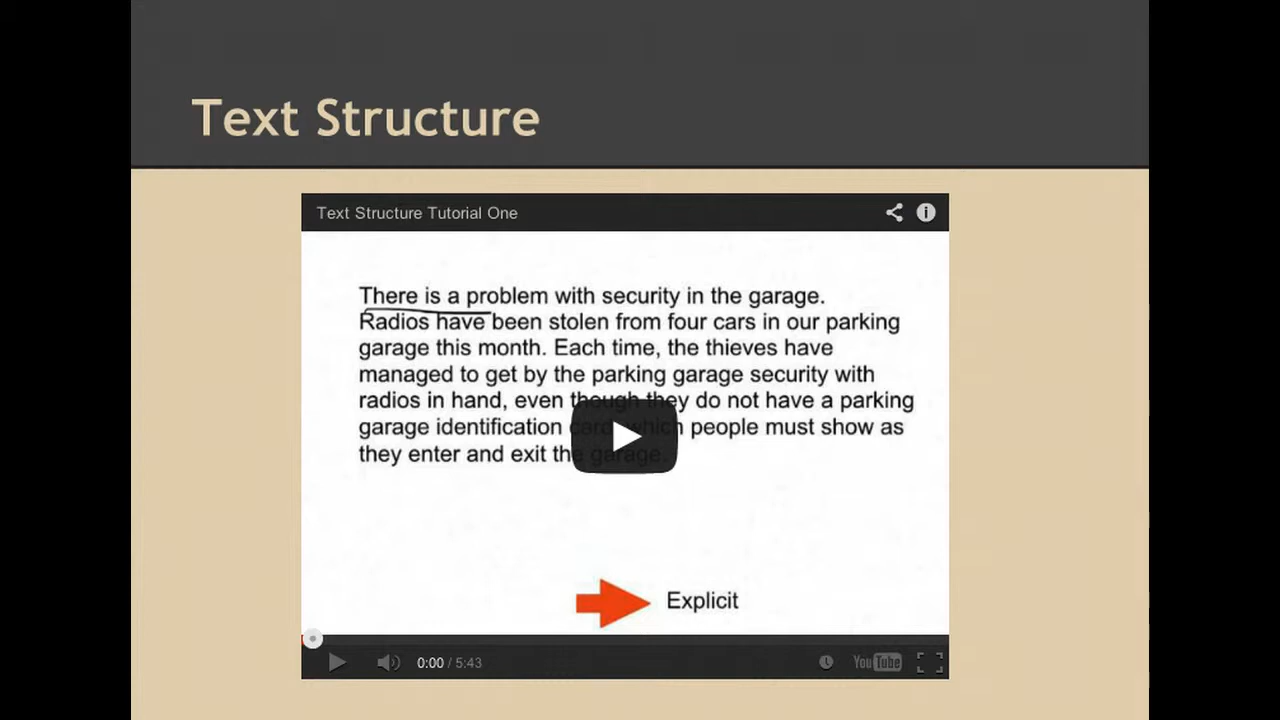 Text Structure
Text Structure Tutorial One
There is a problem with security in the garage.
Radios have been stolen from four cars in our parking
garage this month. Each time, the thieves have
managed to get by the parking garage security with
radios in hand, even though they do not have a parking
garage identification card, which people must show as
they enter and exit the garage.
Explicit
0:00 / 5:43
YouTube